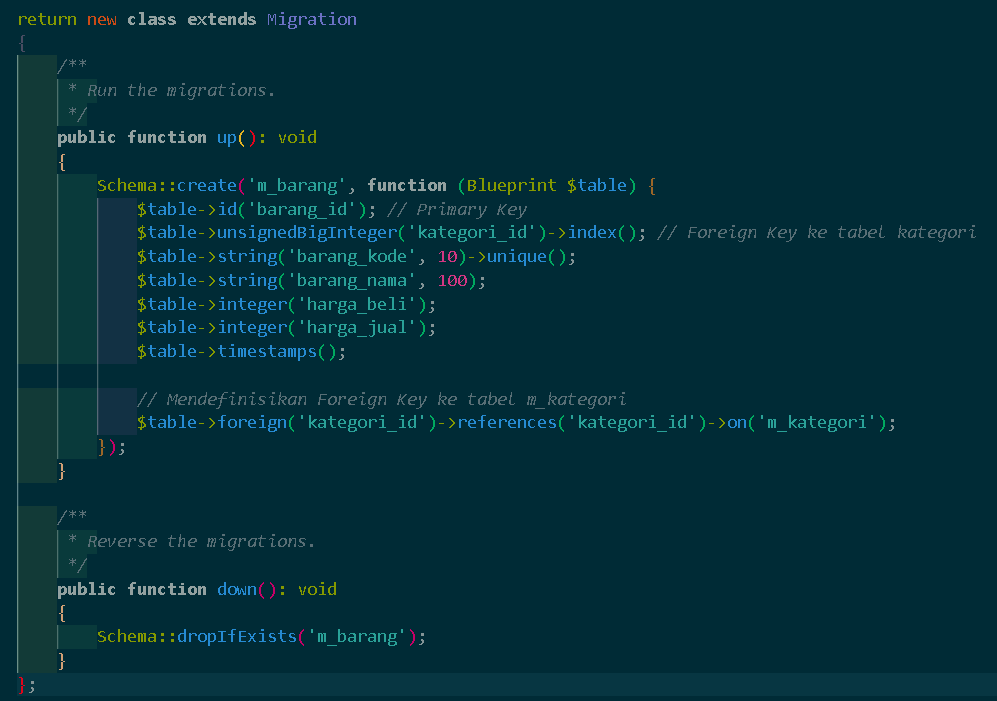 return new class extends Migration
{
    /**
     * Run the migrations.
     */
    public function up(): void
    {
        Schema::create('m_barang', function (Blueprint $table) {
            $table->id('barang_id'); // Primary Key
            $table->unsignedBigInteger('kategori_id')->index(); // Foreign Key ke tabel kategori
            $table->string('barang_kode', 10)->unique();
            $table->string('barang_nama', 100);
            $table->integer('harga_beli');
            $table->integer('harga_jual');
            $table->timestamps();

            // Mendefinisikan Foreign Key ke tabel m_kategori
            $table->foreign('kategori_id')->references('kategori_id')->on('m_kategori');
        });
    }

    /**
     * Reverse the migrations.
     */
    public function down(): void
    {
        Schema::dropIfExists('m_barang');
    }
};